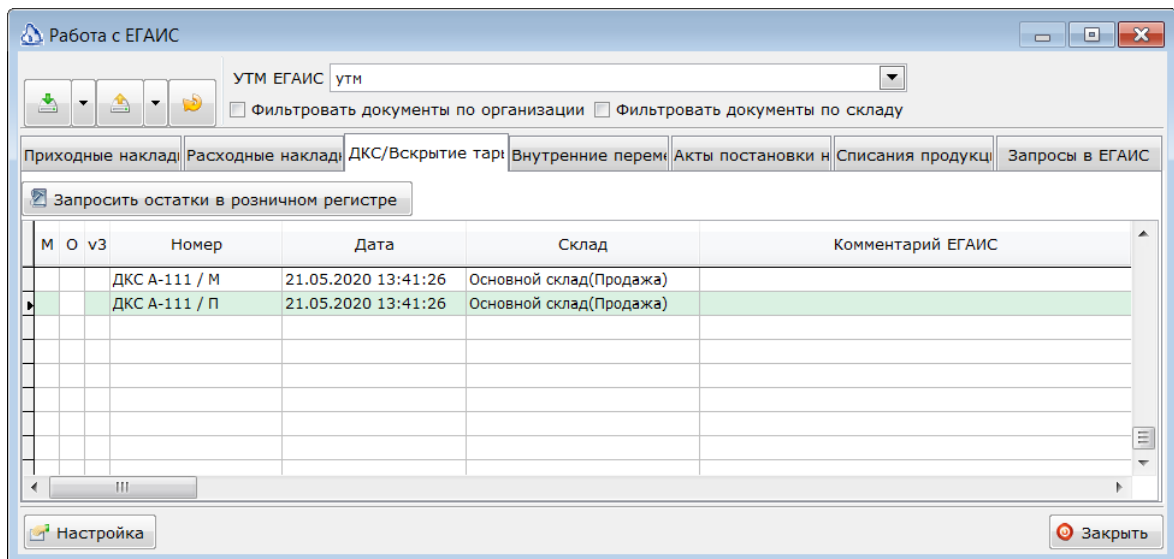 Работа с ЕГАИС
УТМ ЕГАИС утм
Фильтровать документы по организации Фильтровать документы по складу
Приходные наклад Расходные наклад ДКС/Вскрытие тары Внутренние переме Акты постановки н Списания продукц Запросы в ЕГАИС
Запросить остатки в розничном регистре
М О v3 Номер Дата Склад Комментарий ЕГАИС
ДКС А-111 / М 21.05.2020 13:41:26 Основной склад(Продажа)
ДКС А-111 / П 21.05.2020 13:41:26 Основной склад(Продажа)
Настройка Закрыть